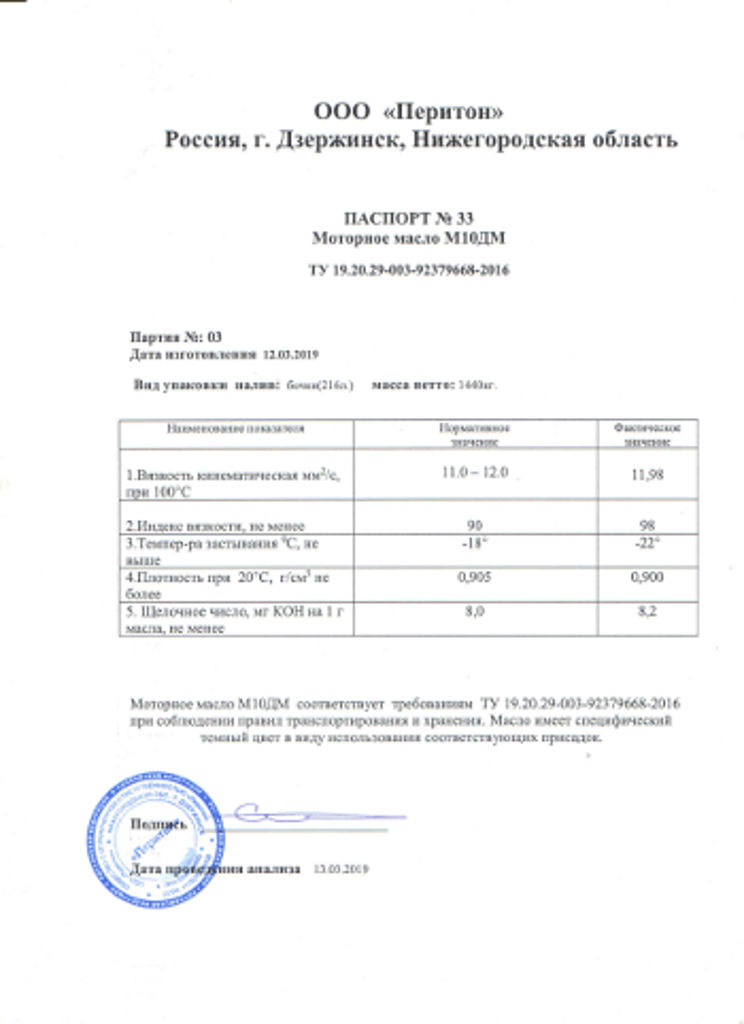 ООО «Перитон»
Россия, г. Дзержинск, Нижегородская область
ПАСПОРТ № 33
Моторное масло М10ДМ
ТУ 19.20.29-003-92379668-2016
Партия №: 03
Дата изготовления 12.03.2019
Вид упаковки налив: бочки(216л.) масса нетто: 1440кг.
Наименование показателя Нормативное значение Фактическое значение
1.Вязкость кинематическая мм²/с, при 100°С 11.0 – 12.0 11,98
2.Индекс вязкости, не менее 90 98
3.Темпер-ра застывания ⁰С, не выше -18° -22°
4.Плотность при 20°С, г/см³ не более 0,905 0,900
5. Щелочное число, мг КОН на 1 г масла, не менее 8,0 8,2
Моторное масло М10ДМ соответствует требованиям ТУ 19.20.29-003-92379668-2016
при соблюдении правил транспортирования и хранения. Масло имеет специфический
темный цвет в виду использования соответствующих присадок.
Подпись
«Перитон»
Дата проведения анализа 13.03.2019